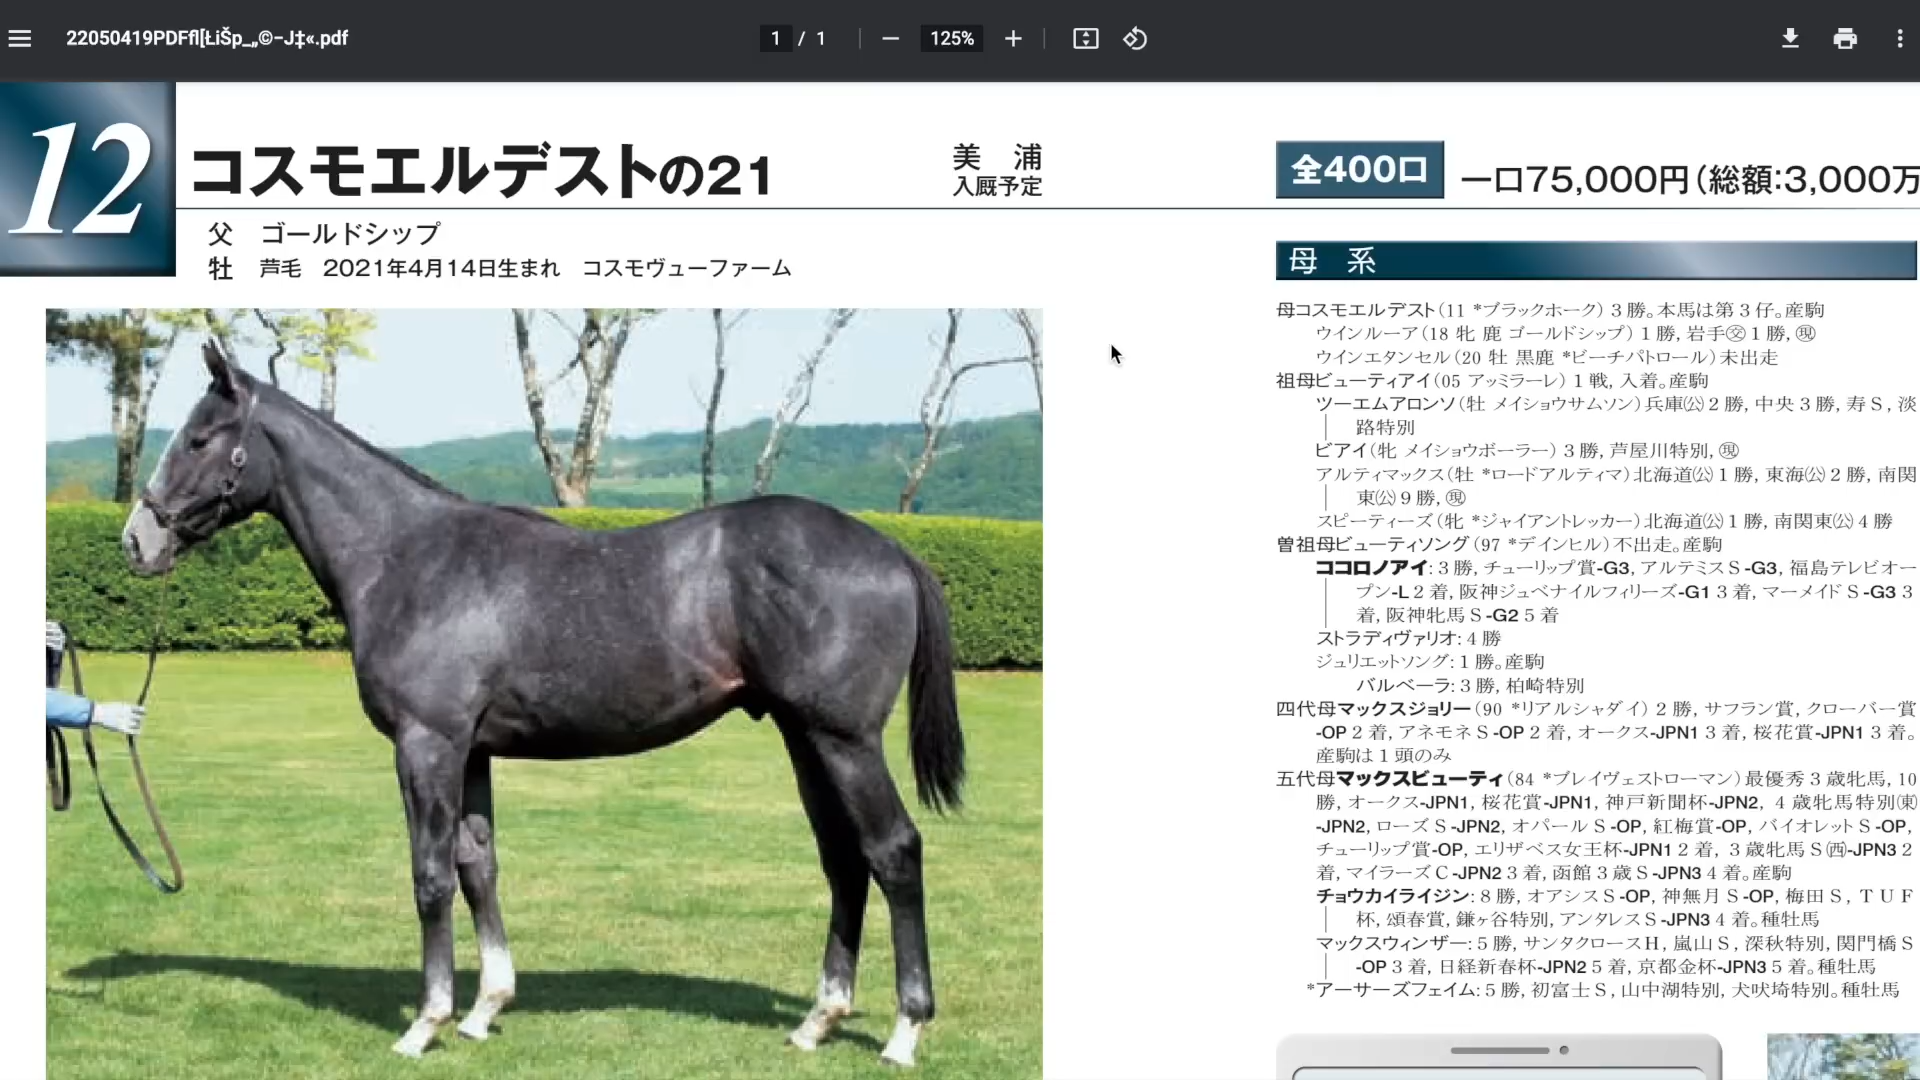 22050419PDFfl[ŁiŠp_„©−J‡«.pdf
1 / 1
125%
12
コスモエルデストの21
美浦
入厩予定
全400口
一口75,000円(総額:3,000万
父 ゴールドシップ
牡 芦毛 2021年4月14日生まれ コスモヴューファーム
母系
母コスモエルデスト(11 *ブラックホーク)3勝。本馬は第3仔。産駒
ウインルーア(18 牝 鹿 ゴールドシップ)1勝, 岩手㊋1勝, ㊎
ウインエタンセル(20 牡 黒鹿 *ビーチパトロール)未出走
祖母ビューティアイ(05 アッミラーレ)1戦, 入着。産駒
ツーエムアロンソ(牡 メイショウサムソン)兵庫㈳2勝, 中央3勝, 寿S, 淡
路特別
ビアイ(牝 メイショウボーラー)3勝, 芦屋川特別, ㊎
アルティマックス(牡 *ロードアルティマ)北海道㈳1勝, 東海㈳2勝, 南関
東㈳9勝, ㊎
スピーティーズ(牝 *ジャイアントレッカー)北海道㈳1勝, 南関東㈳4勝
曽祖母ビューティソング(97 *デインヒル)不出走。産駒
ココロノアイ:3勝, チューリップ賞-G3, アルテミスS-G3, 福島テレビオー
プン-L2着, 阪神ジュベナイルフィリーズ-G1 3着, マーメイドS-G3 3
着, 阪神牝馬S-G2 5着
ストラディヴァリオ:4勝
ジュリエットソング:1勝。産駒
バルベーラ:3勝, 柏崎特別
四代母マックスジョリー(90 *リアルシャダイ)2勝, サフラン賞, クローバー賞
-OP 2着, アネモネS-OP 2着, オークス-JPN1 3着, 桜花賞-JPN1 3着。
産駒は1頭のみ
五代母マックスビューティ(84 *ブレイヴェストローマン)最優秀3歳牝馬, 10
勝, オークス-JPN1, 桜花賞-JPN1, 神戸新聞杯-JPN2, 4歳牝馬特別(東)
-JPN2, ローズS-JPN2, オパールS-OP, 紅梅賞-OP, バイオレットS-OP,
チューリップ賞-OP, エリザベス女王杯-JPN1 2着, 3歳牝馬S(西)-JPN3 2
着, マイラーズC-JPN2 3着, 函館3歳S-JPN3 4着。産駒
チョウカイライジン:8勝, オアシスS-OP, 神無月S-OP, 梅田S, TUF
杯, 頌春賞, 鎌ヶ谷特別, アンタレスS-JPN3 4着。種牡馬
マックスウィンザー:5勝, サンタクロースH, 嵐山S, 深秋特別, 関門橋S
-OP 3着, 日経新春杯-JPN2 5着, 京都金杯-JPN3 5着。種牡馬
*アーサーズフェイム:5勝, 初富士S, 山中湖特別, 犬吠埼特別。種牡馬